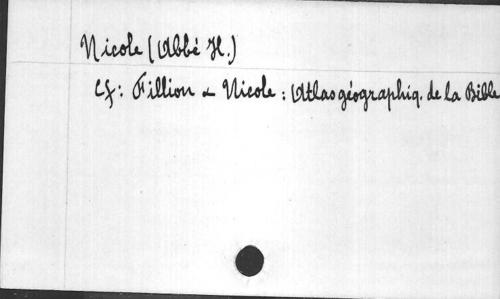 Nicole (Abbé H.)
Cf: Fillion & Nicole : Atlas géographiq. de la Bible